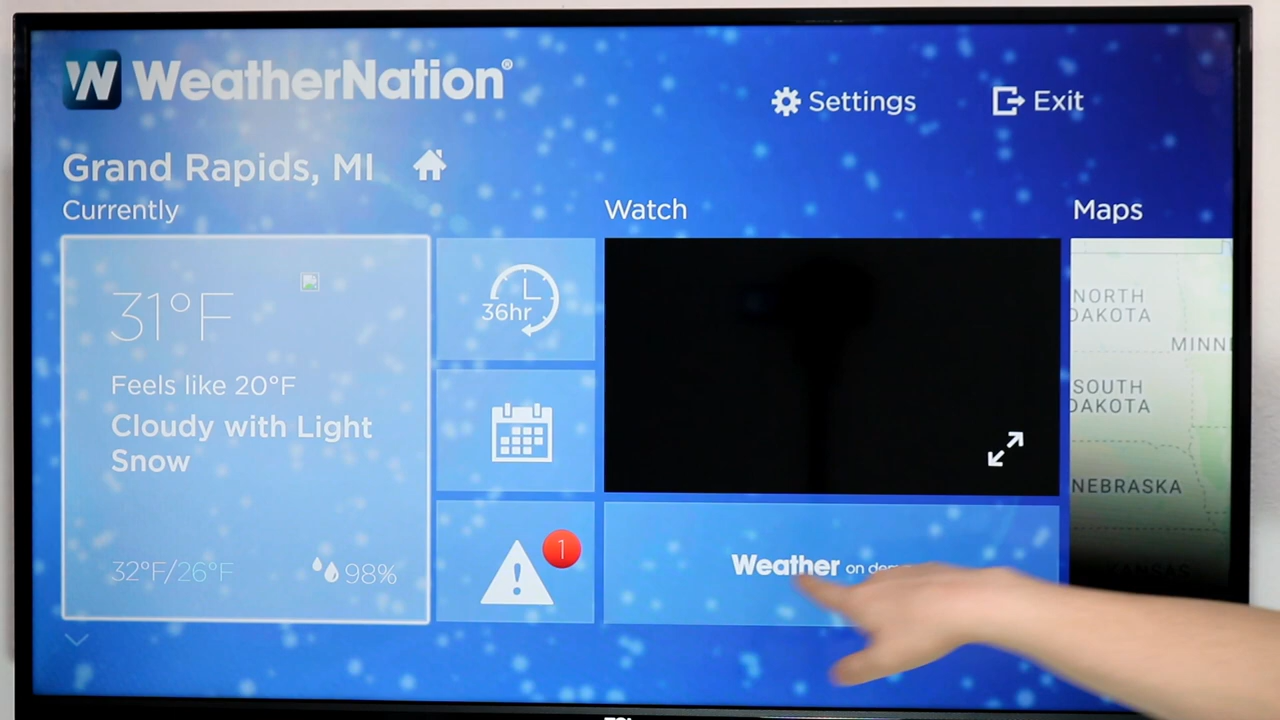 W WeatherNation®
Settings
Exit
Grand Rapids, MI
Currently
Watch
Maps
31°F
Feels like 20°F
Cloudy with Light
Snow
32°F/26°F
98%
36hr
1
Weather on
NORTH
DAKOTA
SOUTH
DAKOTA
NEBRASKA
TCL